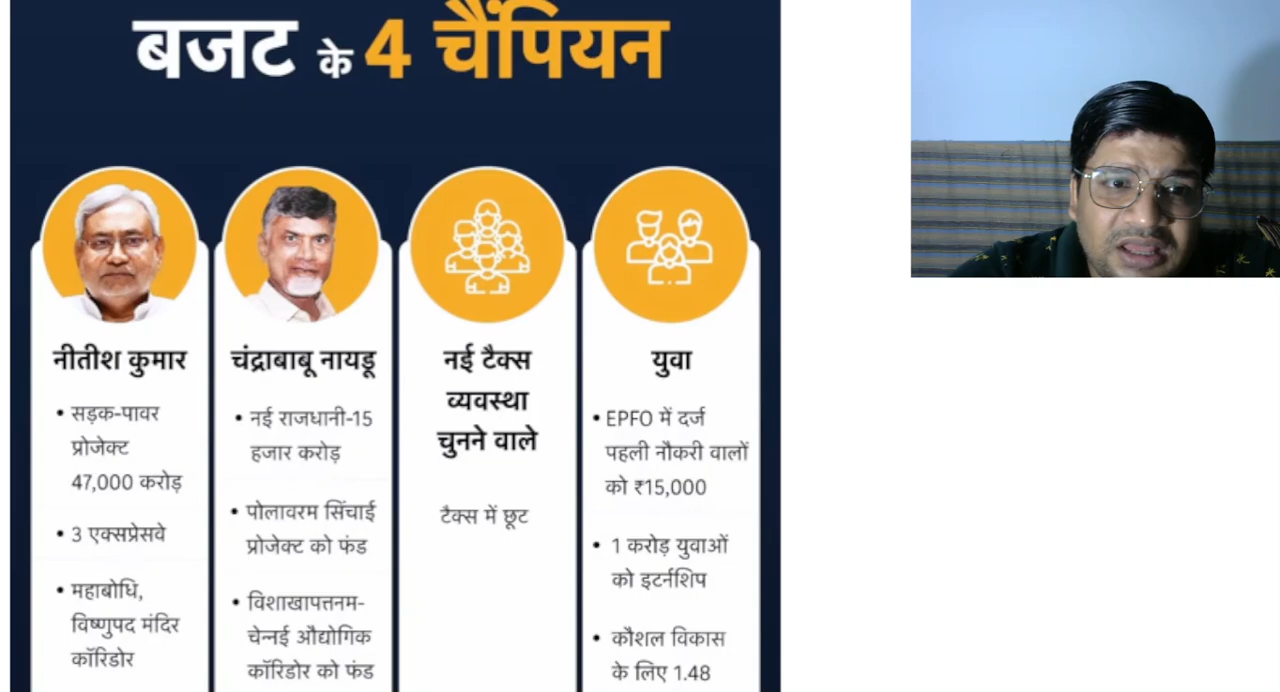 बजट के 4 चैंपियन
नीतीश कुमार
• सड़क-पावर
प्रोजेक्ट
47,000 करोड़
• 3 एक्सप्रेसवे
• महाबोधि,
विष्णुपद मंदिर
कॉरिडोर
चंद्राबाबू नायडू
• नई राजधानी-15
हजार करोड़
• पोलावरम सिंचाई
प्रोजेक्ट को फंड
• विशाखापत्तनम-
चेन्नई औद्योगिक
कॉरिडोर को फंड
नई टैक्स
व्यवस्था
चुनने वाले
टैक्स में छूट
युवा
• EPFO में दर्ज
पहली नौकरी वालों
को ₹15,000
• 1 करोड़ युवाओं
को इटर्नशिप
• कौशल विकास
के लिए 1.48